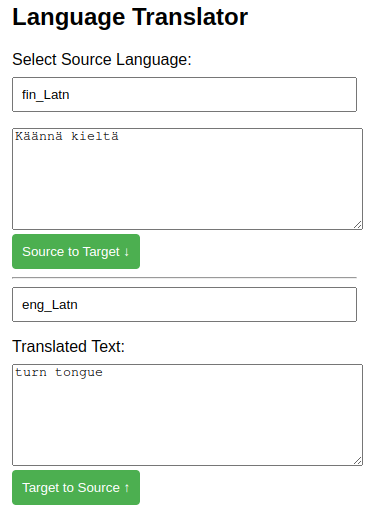 Language Translator
Select Source Language:
fin_Latn
Käännä kieltä
Source to Target ↓
eng_Latn
Translated Text:
turn tongue
Target to Source ↑